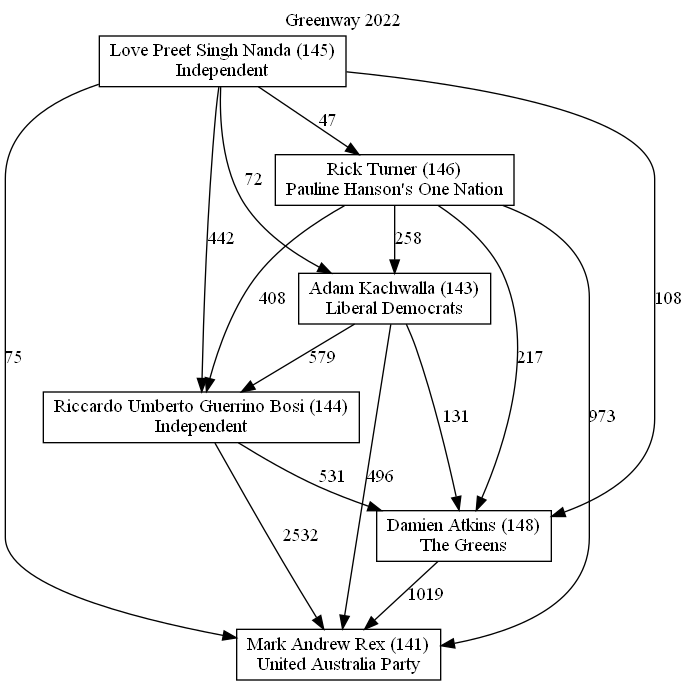 Greenway 2022
Love Preet Singh Nanda (145)
Independent
47
Rick Turner (146)
Pauline Hanson's One Nation
72
442
258
408
Adam Kachwalla (143)
Liberal Democrats
108
75
579
217
Riccardo Umberto Guerrino Bosi (144)
Independent
131
973
531
496
Damien Atkins (148)
The Greens
2532
1019
Mark Andrew Rex (141)
United Australia Party